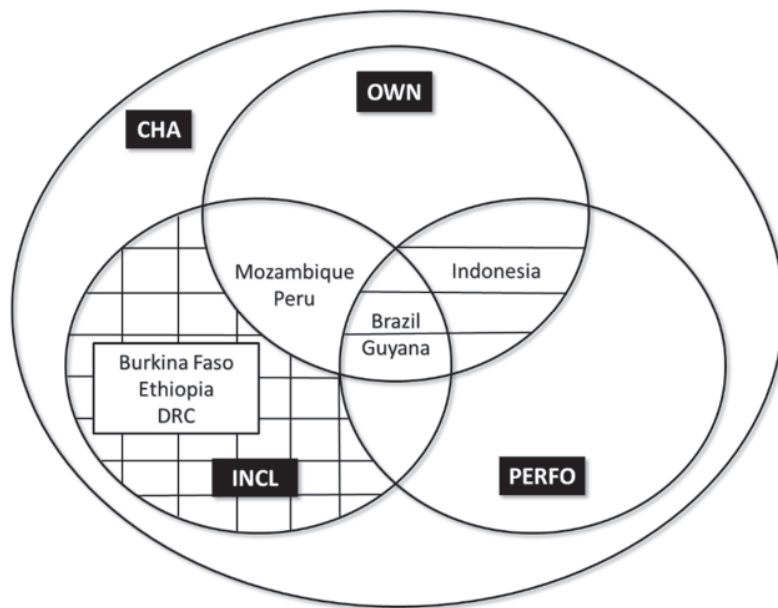 OWN
CHA
Mozambique
Peru
Indonesia
Brazil
Guyana
Burkina Faso
Ethiopia
DRC
INCL
PERFO